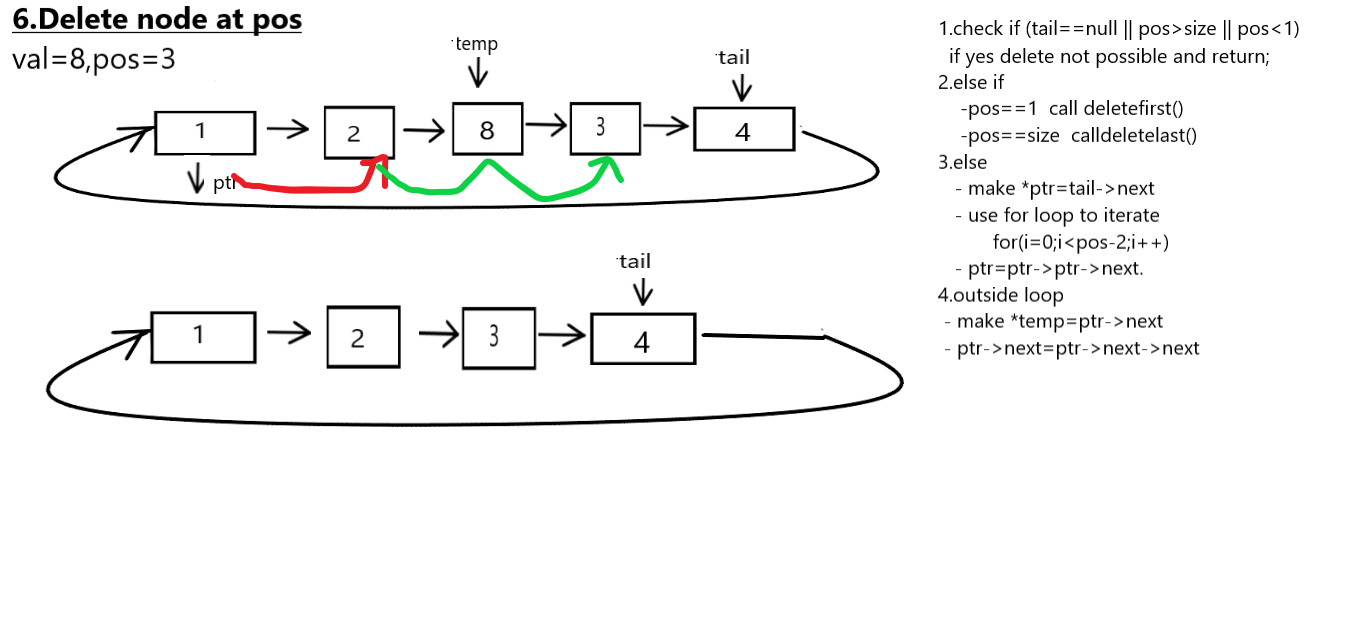 6.Delete node at pos
val=8,pos=3
temp
tail
1
2
8
3
4
ptr
tail
1
2
3
4
1.check if (tail==null || pos>size || pos<1)
if yes delete not possible and return;
2.else if
-pos==1 call deletefirst()
-pos==size calldeletelast()
3.else
- make *ptr=tail->next
- use for loop to iterate
for(i=0;i<pos-2;i++)
- ptr=ptr->ptr->next.
4.outside loop
- make *temp=ptr->next
- ptr->next=ptr->next->next